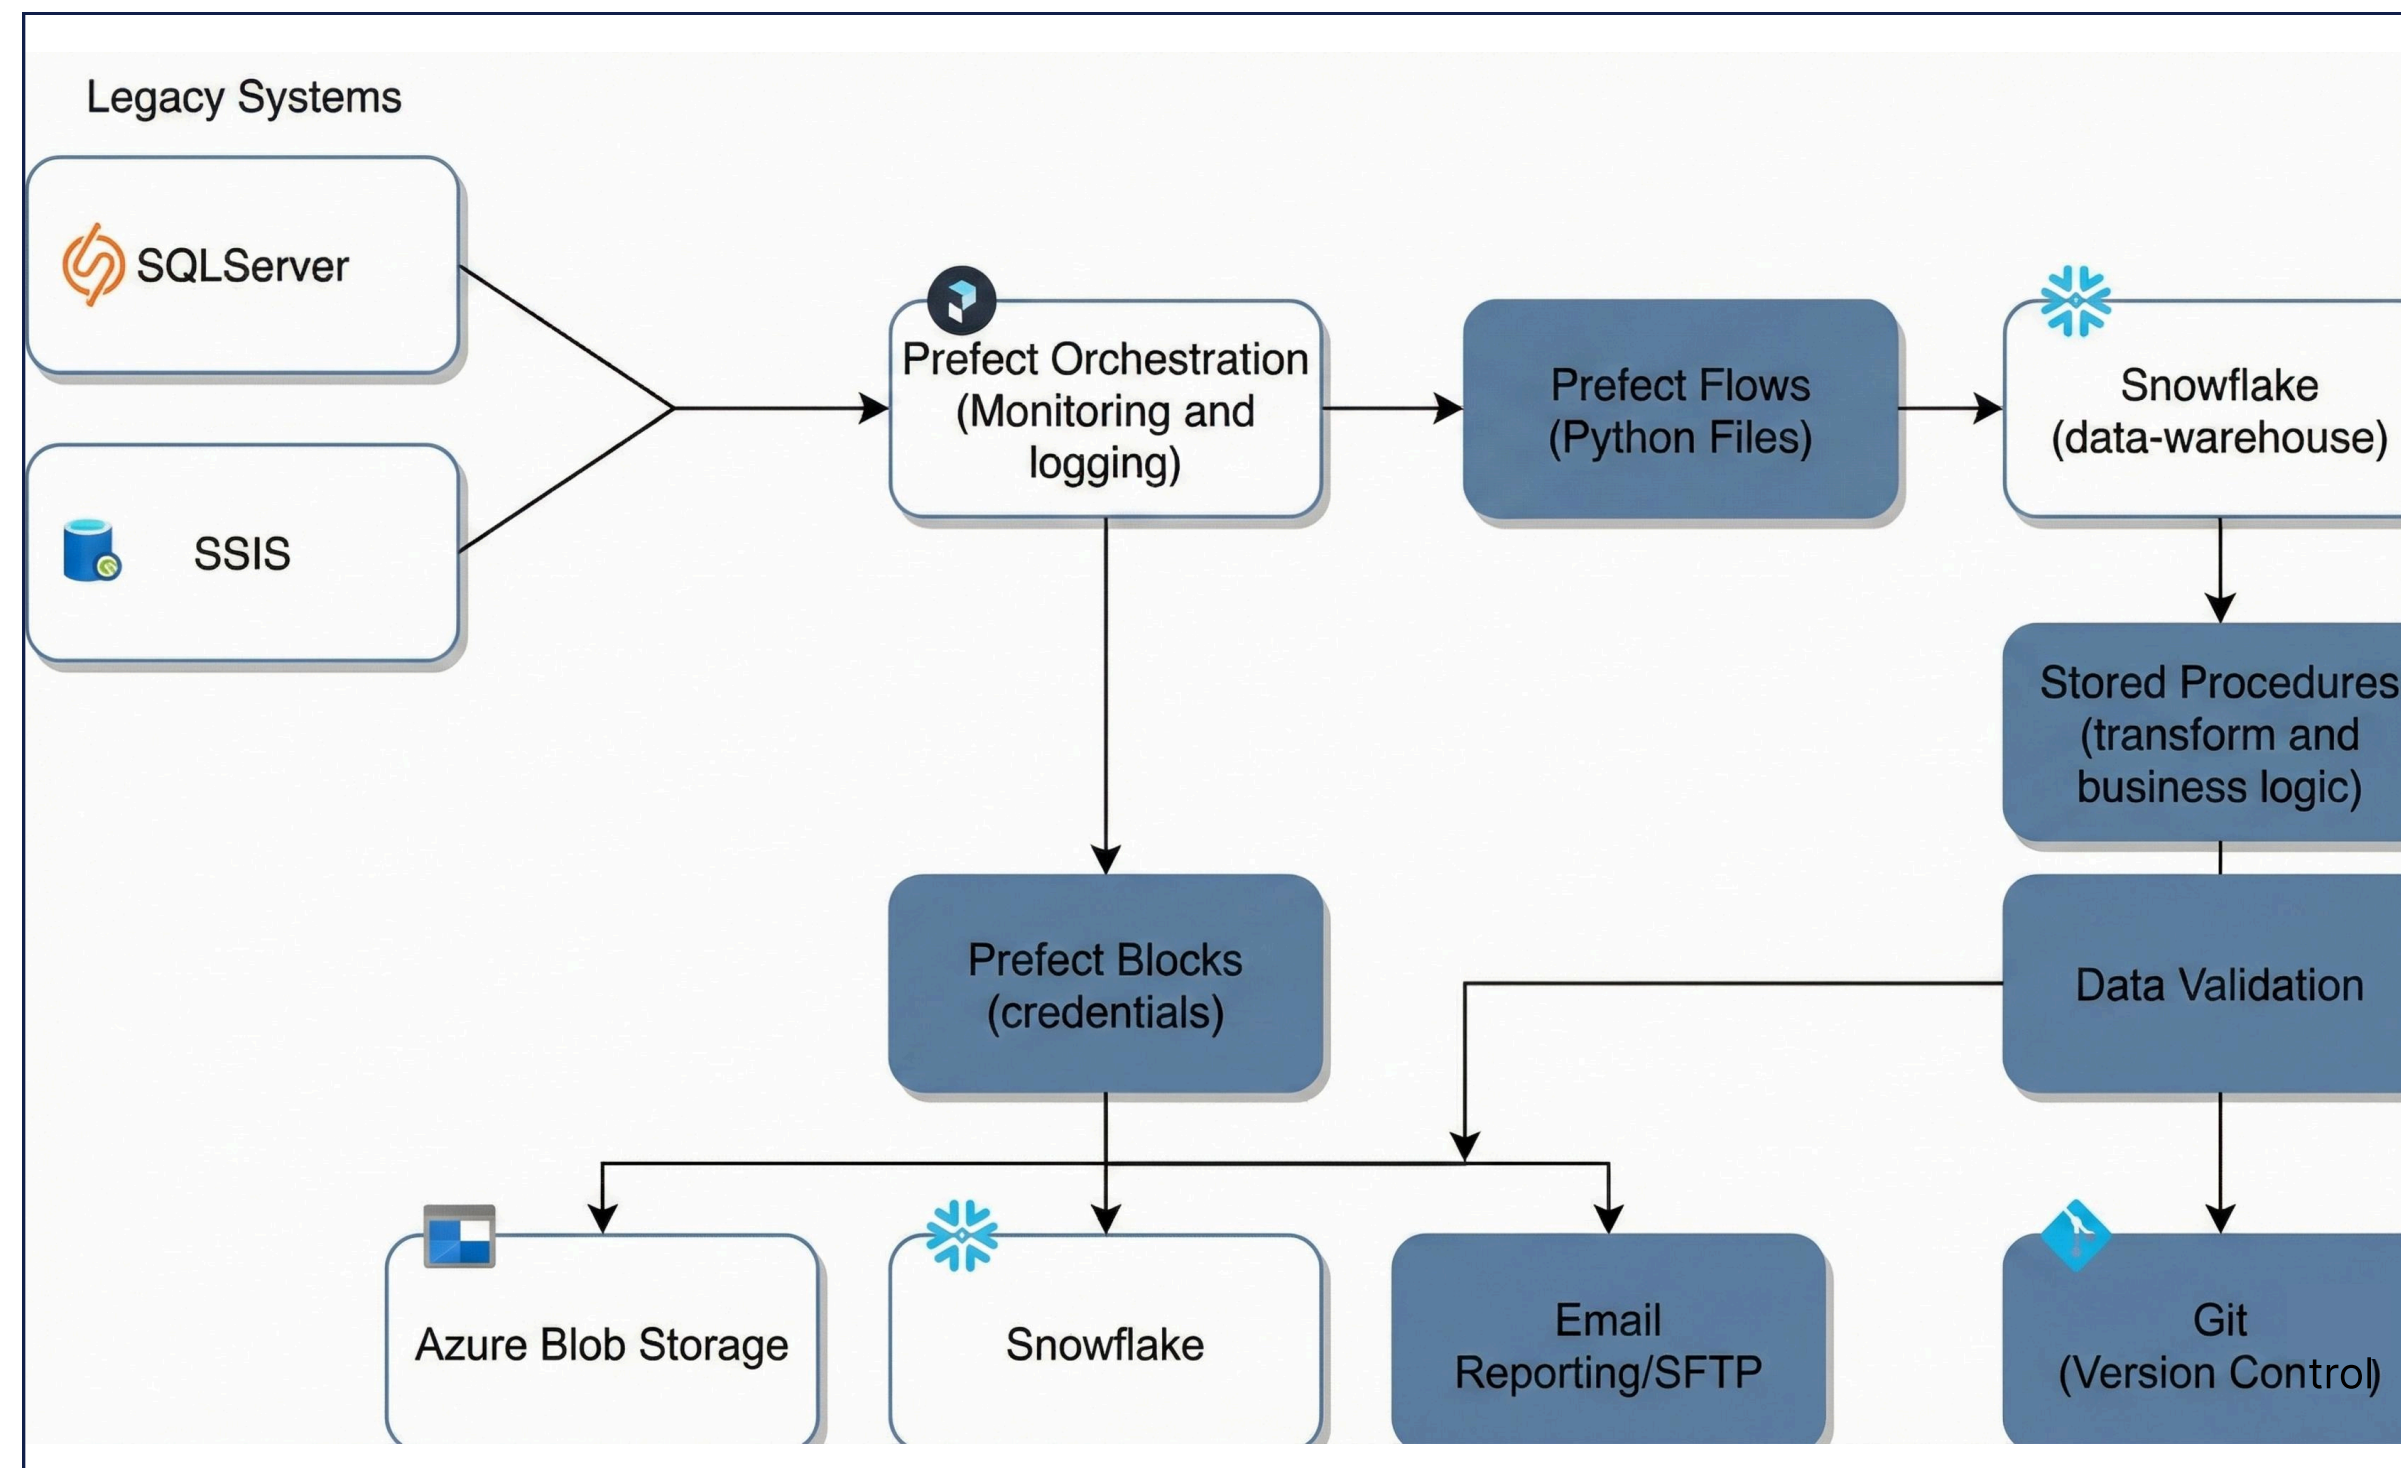 Legacy Systems
SQLServer
SSIS
Prefect Orchestration
(Monitoring and
logging)
Prefect Flows
(Python Files)
Snowflake
(data-warehouse)
Stored Procedures
(transform and
business logic)
Prefect Blocks
(credentials)
Data Validation
Azure Blob Storage
Snowflake
Email
Reporting/SFTP
Git
(Version Control)